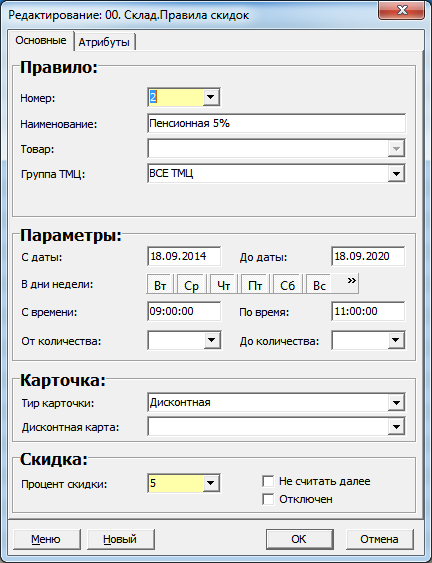 Редактирование: 00. Склад.Правила скидок
Основные Атрибуты
Правило:
Номер: 2
Наименование: Пенсионная 5%
Товар:
Группа ТМЦ: ВСЕ ТМЦ
Параметры:
С даты: 18.09.2014 До даты: 18.09.2020
В дни недели: Вт Ср Чт Пт Сб Вс »
С времени: 09:00:00 По время: 11:00:00
От количества: До количества:
Карточка:
Тир карточки: Дисконтная
Дисконтная карта:
Скидка:
Процент скидки: 5 Не считать далее
Отключен
Меню Новый ОК Отмена